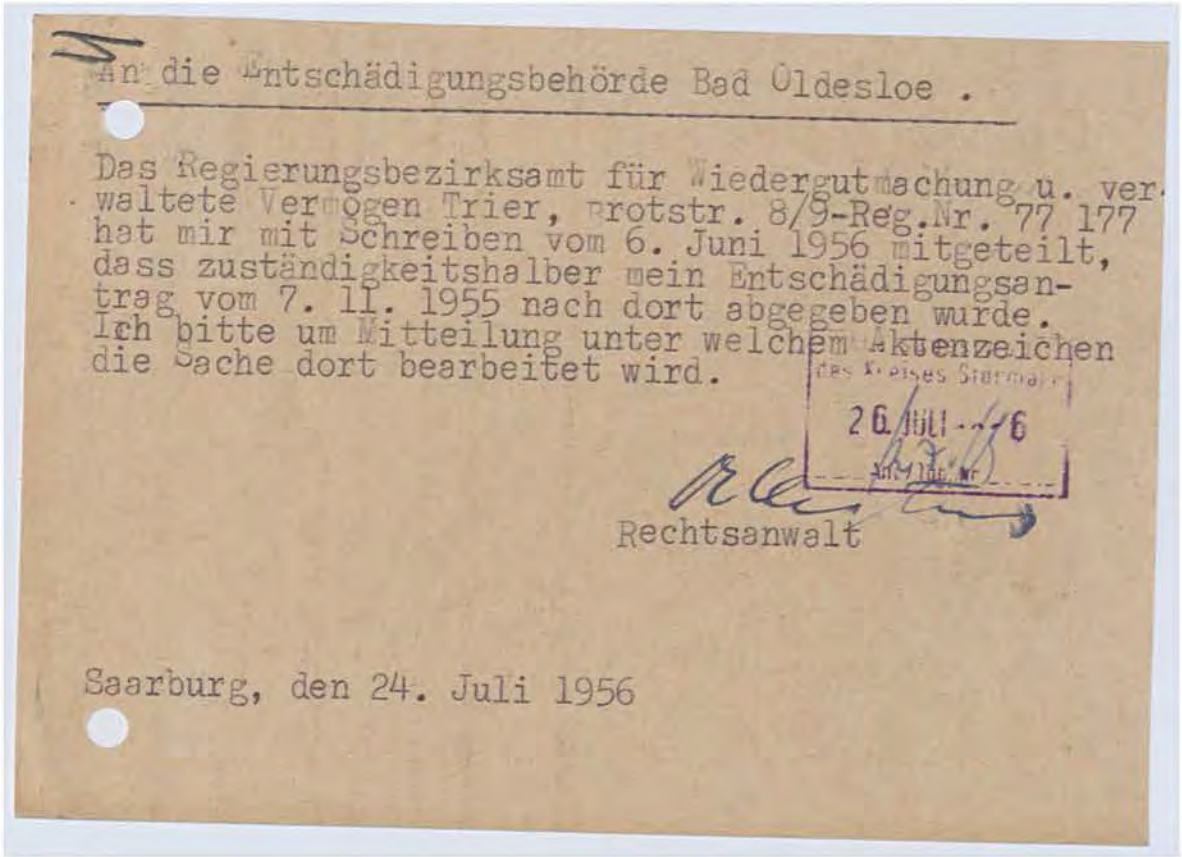 An die Entschädigungsbehörde Bad Oldesloe .
Das Regierungsbezirksamt für Wiedergutmachung u. ver-
waltete Vermögen Trier, Brotstr. 8/9-Reg.Nr. 77 177
hat mir mit Schreiben vom 6. Juni 1956 mitgeteilt,
dass zuständigkeitshalber mein Entschädigungsan-
trag vom 7. II. 1955 nach dort abgegeben wurde.
Ich bitte um Mitteilung unter welchem Aktenzeichen
die Sache dort bearbeitet wird.
des Kreises Stormarn
26. JULI 6
Rechtsanwalt
Saarburg, den 24. Juli 1956